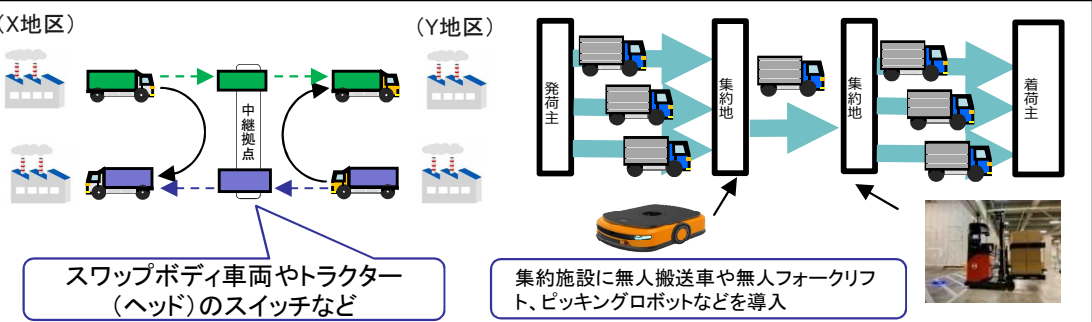 (X地区)
(Y地区)
中継拠点
スワップボディ車両やトラクター
(ヘッド)のスイッチなど
発荷主
集約地
集約地
着荷主
集約施設に無人搬送車や無人フォークリフ
ト、ピッキングロボットなどを導入